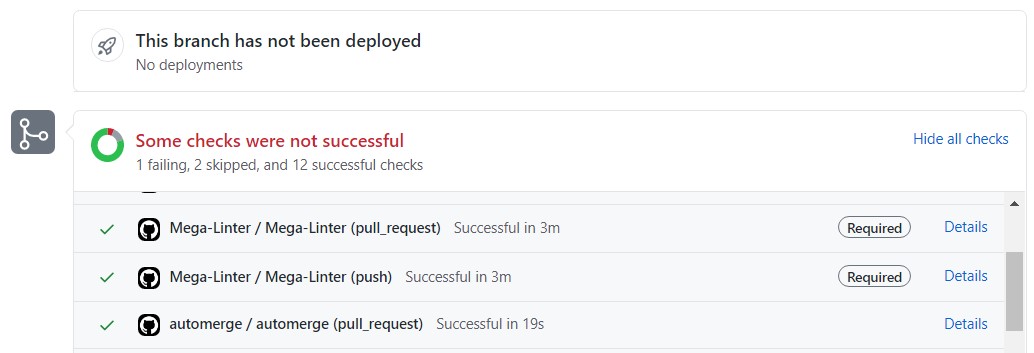 This branch has not been deployed
No deployments
Some checks were not successful
Hide all checks
1 failing, 2 skipped, and 12 successful checks
Mega-Linter / Mega-Linter (pull_request) Successful in 3m Required Details
Mega-Linter / Mega-Linter (push) Successful in 3m Required Details
automerge / automerge (pull_request) Successful in 19s Details